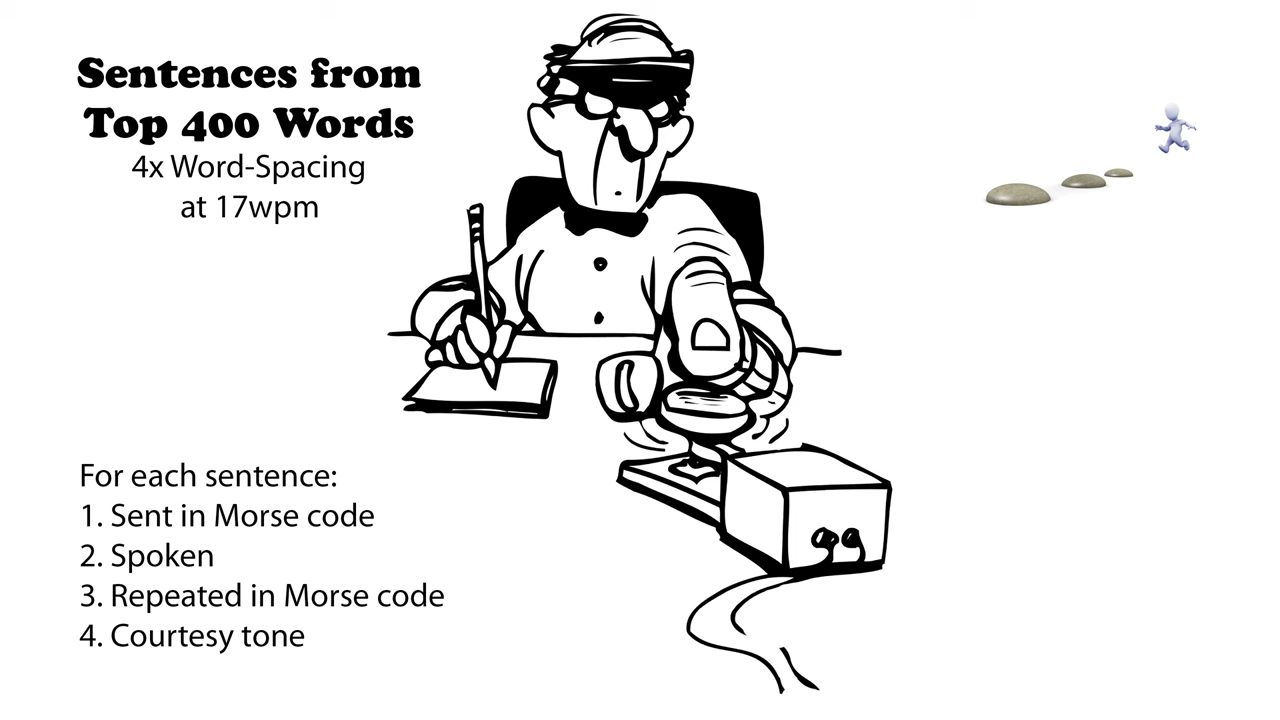 Sentences from
Top 400 Words
4x Word-Spacing
at 17wpm
For each sentence:
1. Sent in Morse code
2. Spoken
3. Repeated in Morse code
4. Courtesy tone